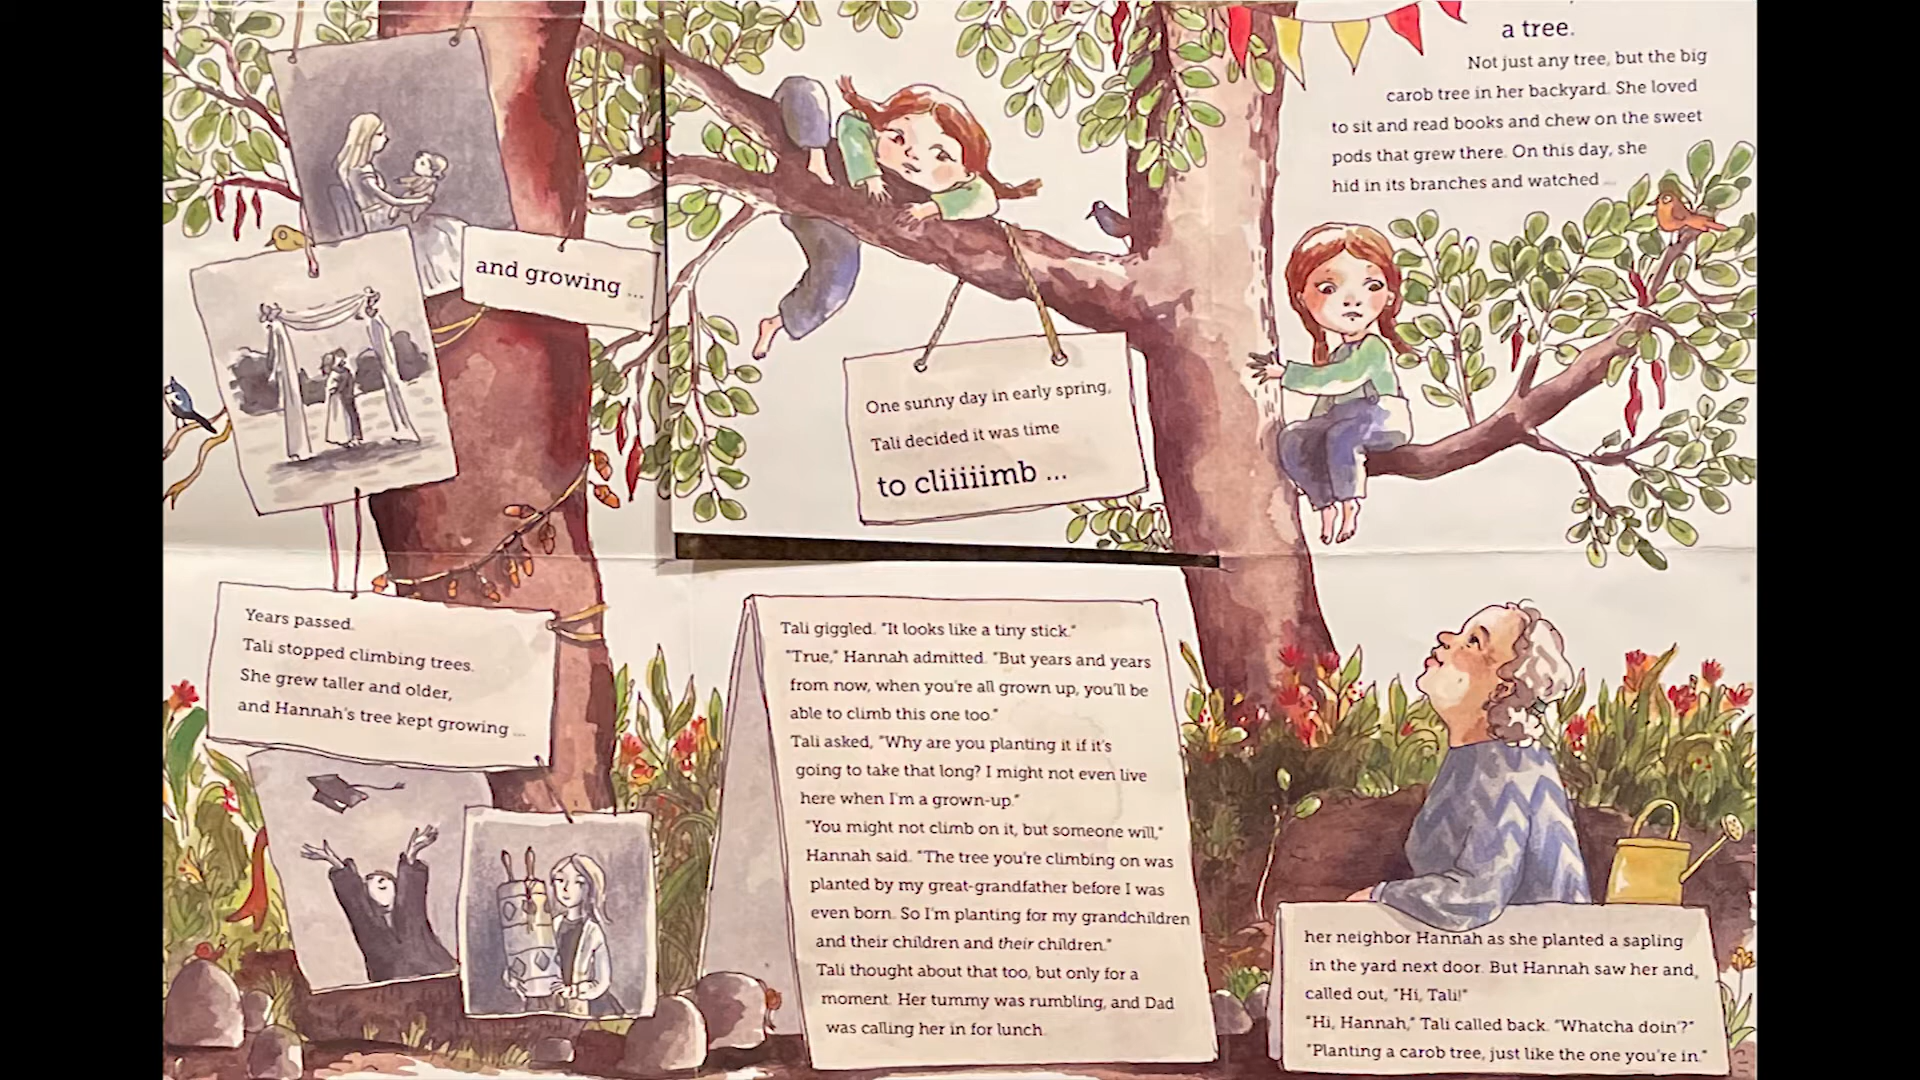 One sunny day in early spring,
Tali decided it was time
to cliiiiimb ...
a tree.
Not just any tree, but the big
carob tree in her backyard. She loved
to sit and read books and chew on the sweet
pods that grew there. On this day, she
hid in its branches and watched ...
her neighbor Hannah as she planted a sapling
in the yard next door. But Hannah saw her and
called out, "Hi, Tali!"
"Hi, Hannah," Tali called back. "Whatcha doin'?"
"Planting a carob tree, just like the one you're in."
Tali giggled. "It looks like a tiny stick."
"True," Hannah admitted. "But years and years
from now, when you're all grown up, you'll be
able to climb this one too."
Tali asked, "Why are you planting it if it's
going to take that long? I might not even live
here when I'm a grown-up."
"You might not climb on it, but someone will,"
Hannah said. "The tree you're climbing on was
planted by my great-grandfather before I was
even born. So I'm planting for my grandchildren
and their children and their children."
Tali thought about that too, but only for a
moment. Her tummy was rumbling, and Dad
was calling her in for lunch.
Years passed.
Tali stopped climbing trees.
She grew taller and older,
and Hannah's tree kept growing ...
and growing ...